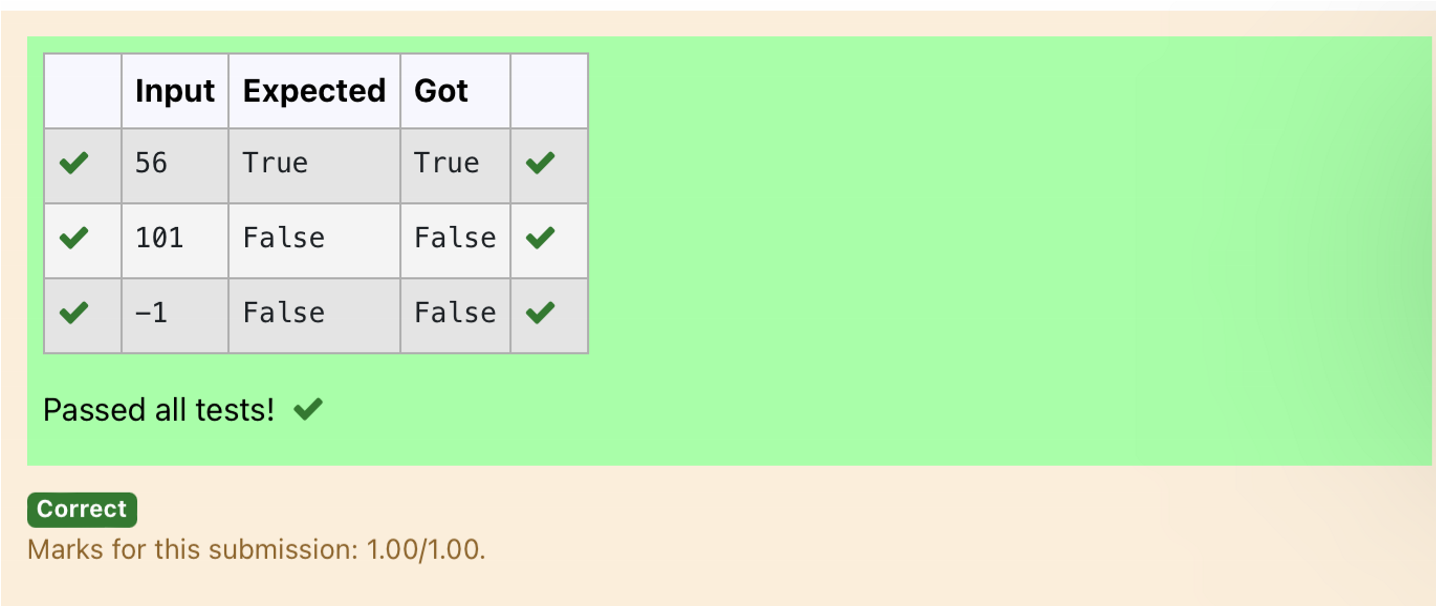 Input Expected Got
56 True True
101 False False
-1 False False
Passed all tests!
Correct
Marks for this submission: 1.00/1.00.